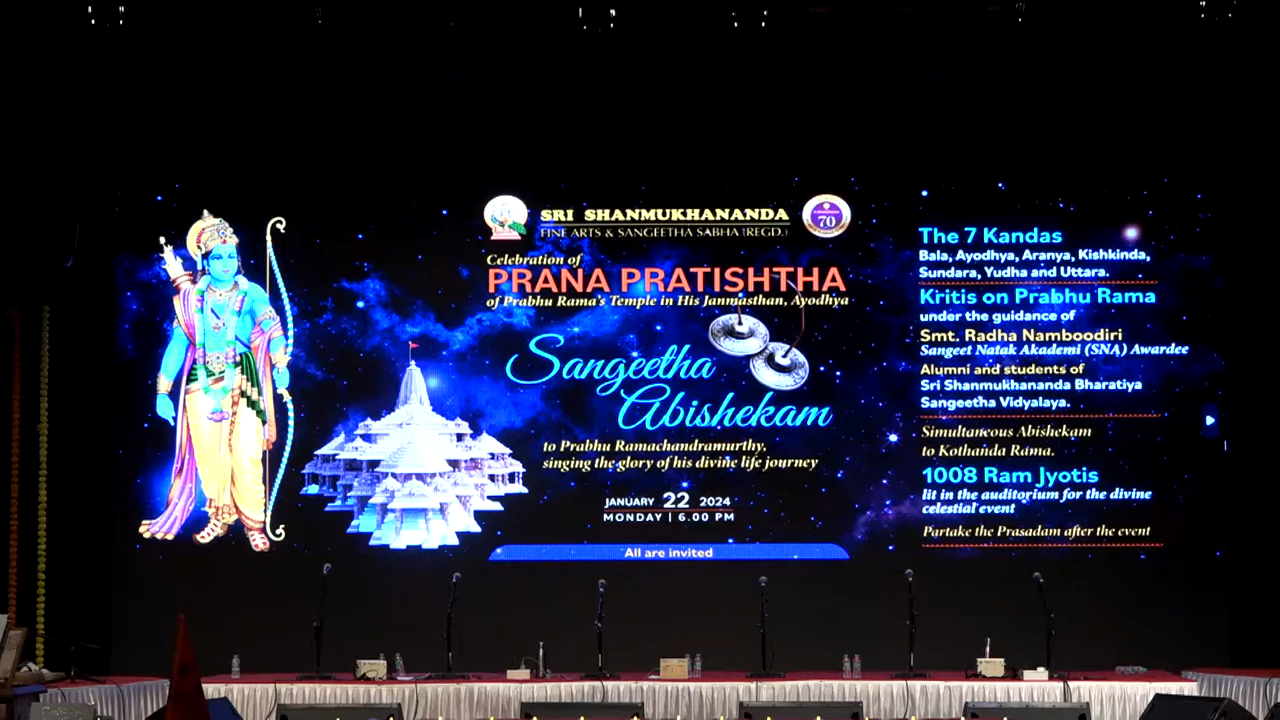 SRI SHANMUKHANANDA
FINE ARTS & SANGEETHA SABHA (REGD.)
70
Celebration of
PRANA PRATISHTHA
of Prabhu Rama's Temple in His Janmasthan, Ayodhya
Sangeetha
Abishekam
to Prabhu Ramachandramurthy,
singing the glory of his divine life journey
JANUARY 22 2024
MONDAY | 6.00 PM
All are invited
The 7 Kandas
Bala, Ayodhya, Aranya, Kishkinda,
Sundara, Yudha and Uttara.
Kritis on Prabhu Rama
under the guidance of
Smt. Radha Namboodiri
Sangeet Natak Akademi (SNA) Awardee
Alumni and students of
Sri Shanmukhananda Bharatiya
Sangeetha Vidyalaya.
Simultaneous Abishekam
to Kothanda Rama.
1008 Ram Jyotis
lit in the auditorium for the divine
celestial event
Partake the Prasadam after the event